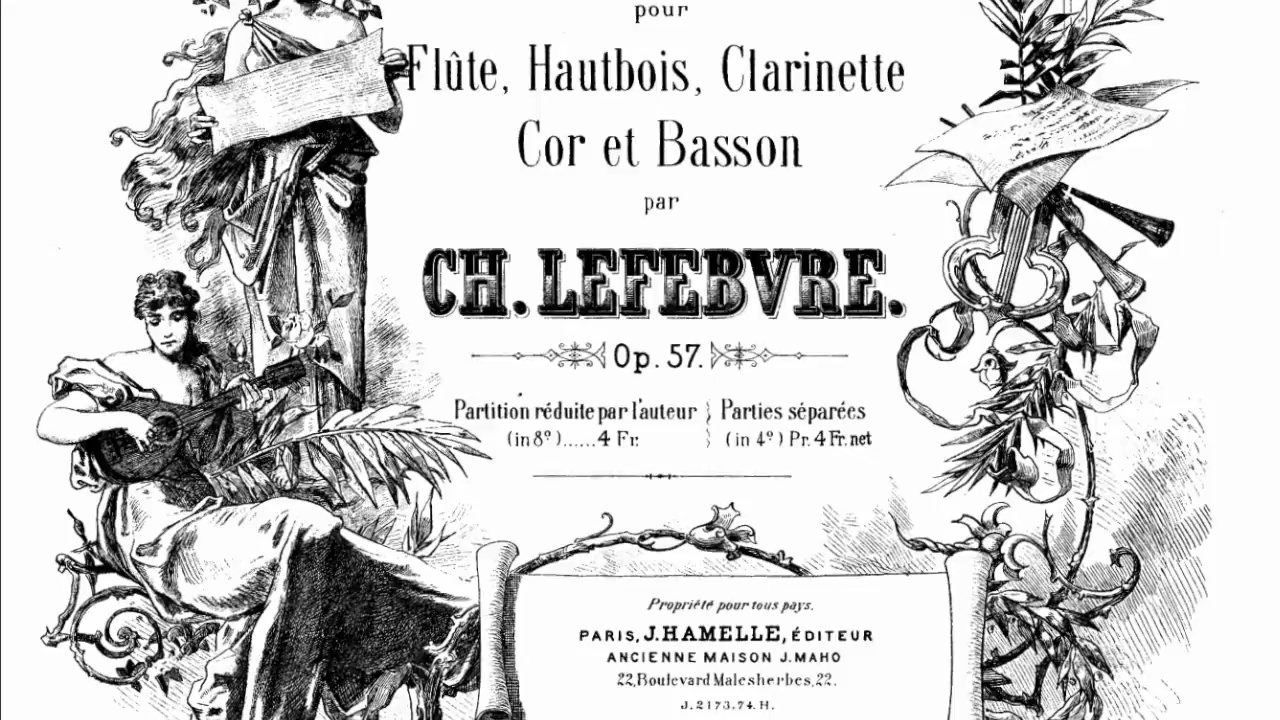 pour
Flûte, Hautbois, Clarinette
Cor et Basson
par
CH. LEFEBVRE.
Op. 57.
Partition réduite par l'auteur
(in 8º)......4 Fr.
Parties séparées
(in 4º) Pr. 4 Fr. net
Propriété pour tous pays.
PARIS, J. HAMELLE, ÉDITEUR
ANCIENNE MAISON J. MAHO
22, Boulevard Malesherbes, 22.
J. 2173.74. H.